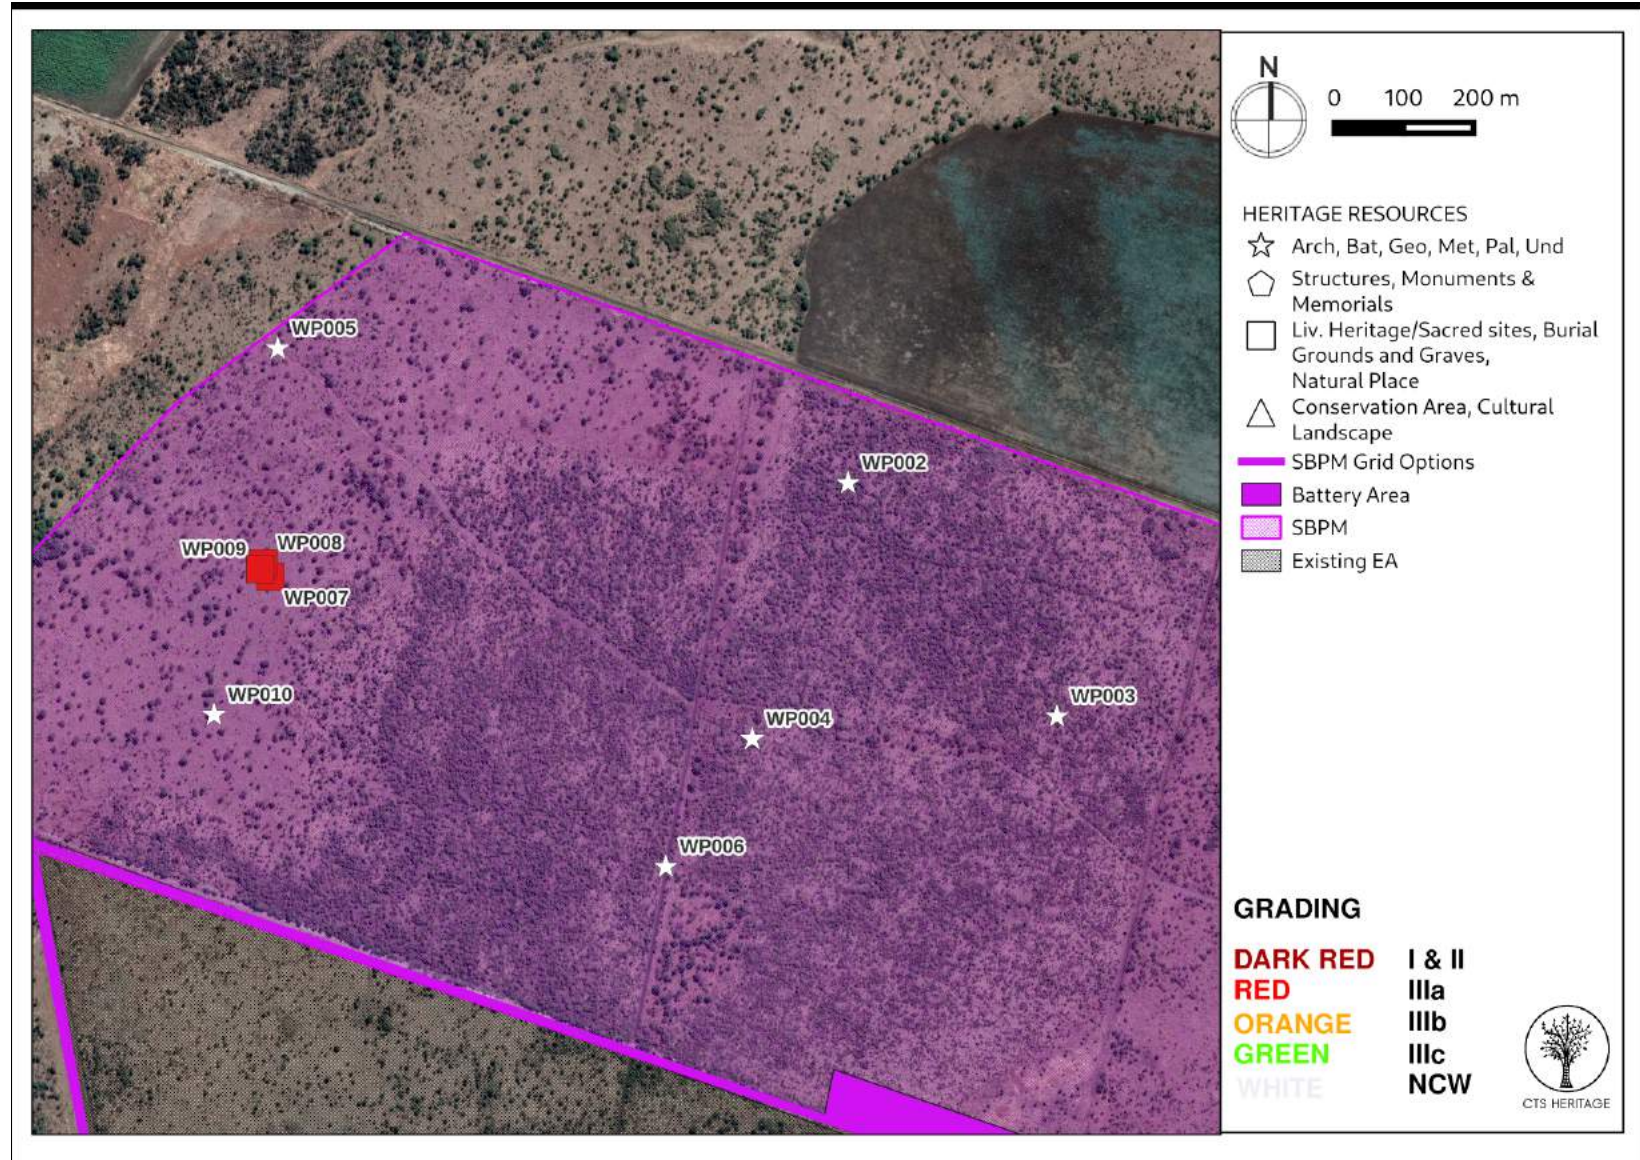 N
0 100 200 m
HERITAGE RESOURCES
Arch, Bat, Geo, Met, Pal, Und
Structures, Monuments &
Memorials
Liv. Heritage/Sacred sites, Burial
Grounds and Graves,
Natural Place
Conservation Area, Cultural
Landscape
SBPM Grid Options
Battery Area
SBPM
Existing EA
WP005
WP002
WP009
WP008
WP007
WP010
WP003
WP004
WP006
GRADING
DARK RED I & II
RED IIIa
ORANGE IIIb
GREEN IIIc
WHITE NCW
CTS HERITAGE